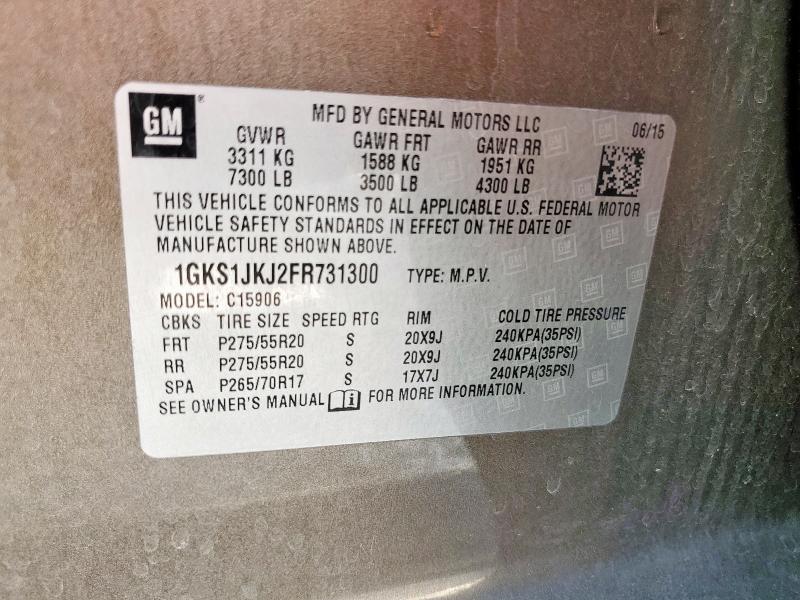 GM
MFD BY GENERAL MOTORS LLC 06/15
GVWR GAWR FRT GAWR RR
3311 KG 1588 KG 1951 KG
7300 LB 3500 LB 4300 LB
THIS VEHICLE CONFORMS TO ALL APPLICABLE U.S. FEDERAL MOTOR
VEHICLE SAFETY STANDARDS IN EFFECT ON THE DATE OF
MANUFACTURE SHOWN ABOVE.
1GKS1JKJ2FR731300 TYPE: M.P.V.
MODEL: C15906
CBKS TIRE SIZE SPEED RTG RIM COLD TIRE PRESSURE
FRT P275/55R20 S 20X9J 240KPA(35PSI)
RR P275/55R20 S 20X9J 240KPA(35PSI)
SPA P265/70R17 S 17X7J 240KPA(35PSI)
SEE OWNER'S MANUAL FOR MORE INFORMATION.